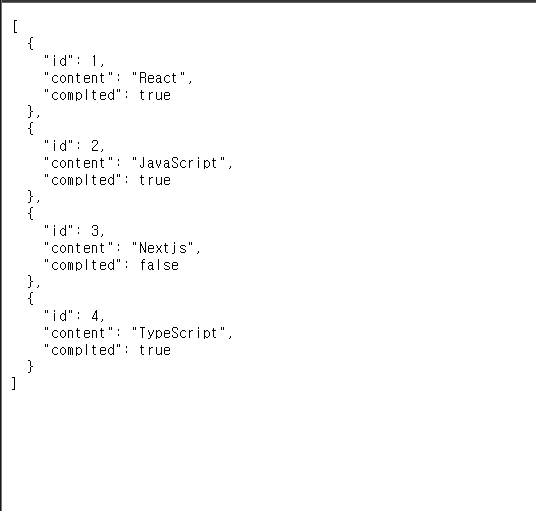 [
  {
    "id": 1,
    "content": "React",
    "complted": true
  },
  {
    "id": 2,
    "content": "JavaScript",
    "complted": true
  },
  {
    "id": 3,
    "content": "Nextjs",
    "complted": false
  },
  {
    "id": 4,
    "content": "TypeScript",
    "complted": true
  }
]